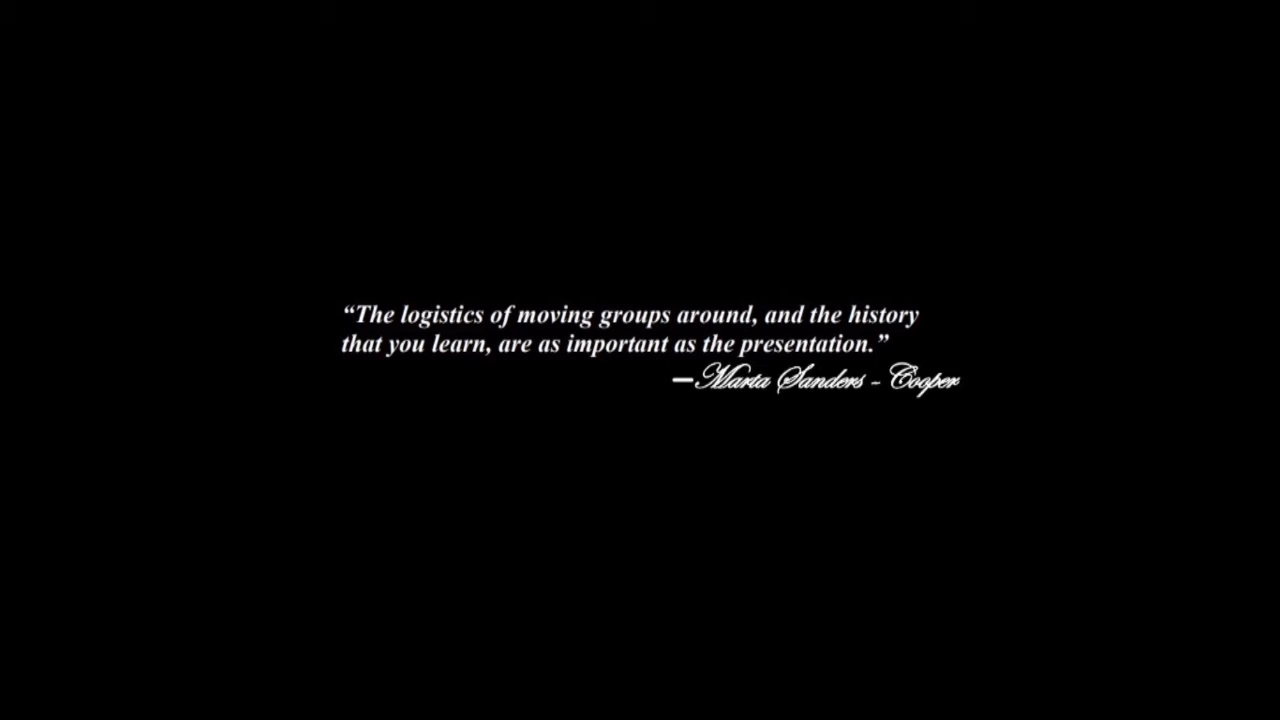 “The logistics of moving groups around, and the history
that you learn, are as important as the presentation.”
—Marta Sanders - Cooper